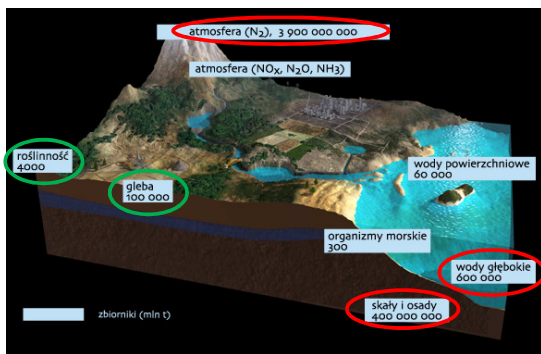 atmosfera (N₂), 3 900 000 000
atmosfera (NOₓ, N₂O, NH₃)
roślinność
4000
gleba
100 000
wody powierzchniowe
60 000
organizmy morskie
300
wody głębokie
600 000
skały i osady
400 000 000
zbiorniki (mln t)